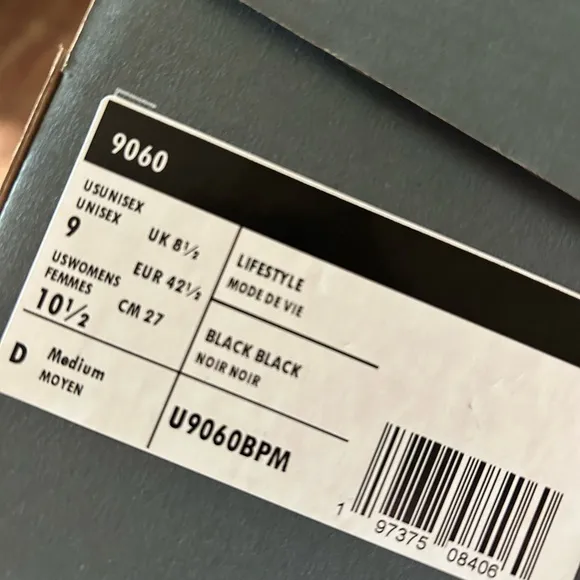 9060
USUNISEX
UNISEX
9
UK 8½
EUR 42½
USWOMENS
FEMMES
10½
CM 27
D
Medium
MOYEN
LIFESTYLE
MODE DE VIE
BLACK BLACK
NOIR NOIR
U9060BPM
1 97375 08406